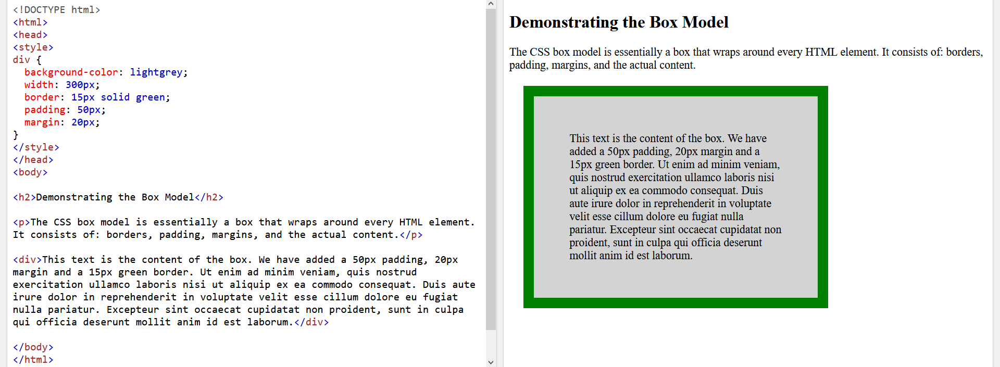 <!DOCTYPE html>
<html>
<head>
<style>
div {
  background-color: lightgrey;
  width: 300px;
  border: 15px solid green;
  padding: 50px;
  margin: 20px;
}
</style>
</head>
<body>
<h2>Demonstrating the Box Model</h2>
<p>The CSS box model is essentially a box that wraps around every HTML element.
It consists of: borders, padding, margins, and the actual content.</p>
<div>This text is the content of the box. We have added a 50px padding, 20px
margin and a 15px green border. Ut enim ad minim veniam, quis nostrud
exercitation ullamco laboris nisi ut aliquip ex ea commodo consequat. Duis aute
irure dolor in reprehenderit in voluptate velit esse cillum dolore eu fugiat
nulla pariatur. Excepteur sint occaecat cupidatat non proident, sunt in culpa
qui officia deserunt mollit anim id est laborum.</div>
</body>
</html>
Demonstrating the Box Model
The CSS box model is essentially a box that wraps around every HTML element. It consists of: borders,
padding, margins, and the actual content.
This text is the content of the box. We have
added a 50px padding, 20px margin and a
15px green border. Ut enim ad minim veniam,
quis nostrud exercitation ullamco laboris nisi
ut aliquip ex ea commodo consequat. Duis
aute irure dolor in reprehenderit in voluptate
velit esse cillum dolore eu fugiat nulla
pariatur. Excepteur sint occaecat cupidatat non
proident, sunt in culpa qui officia deserunt
mollit anim id est laborum.